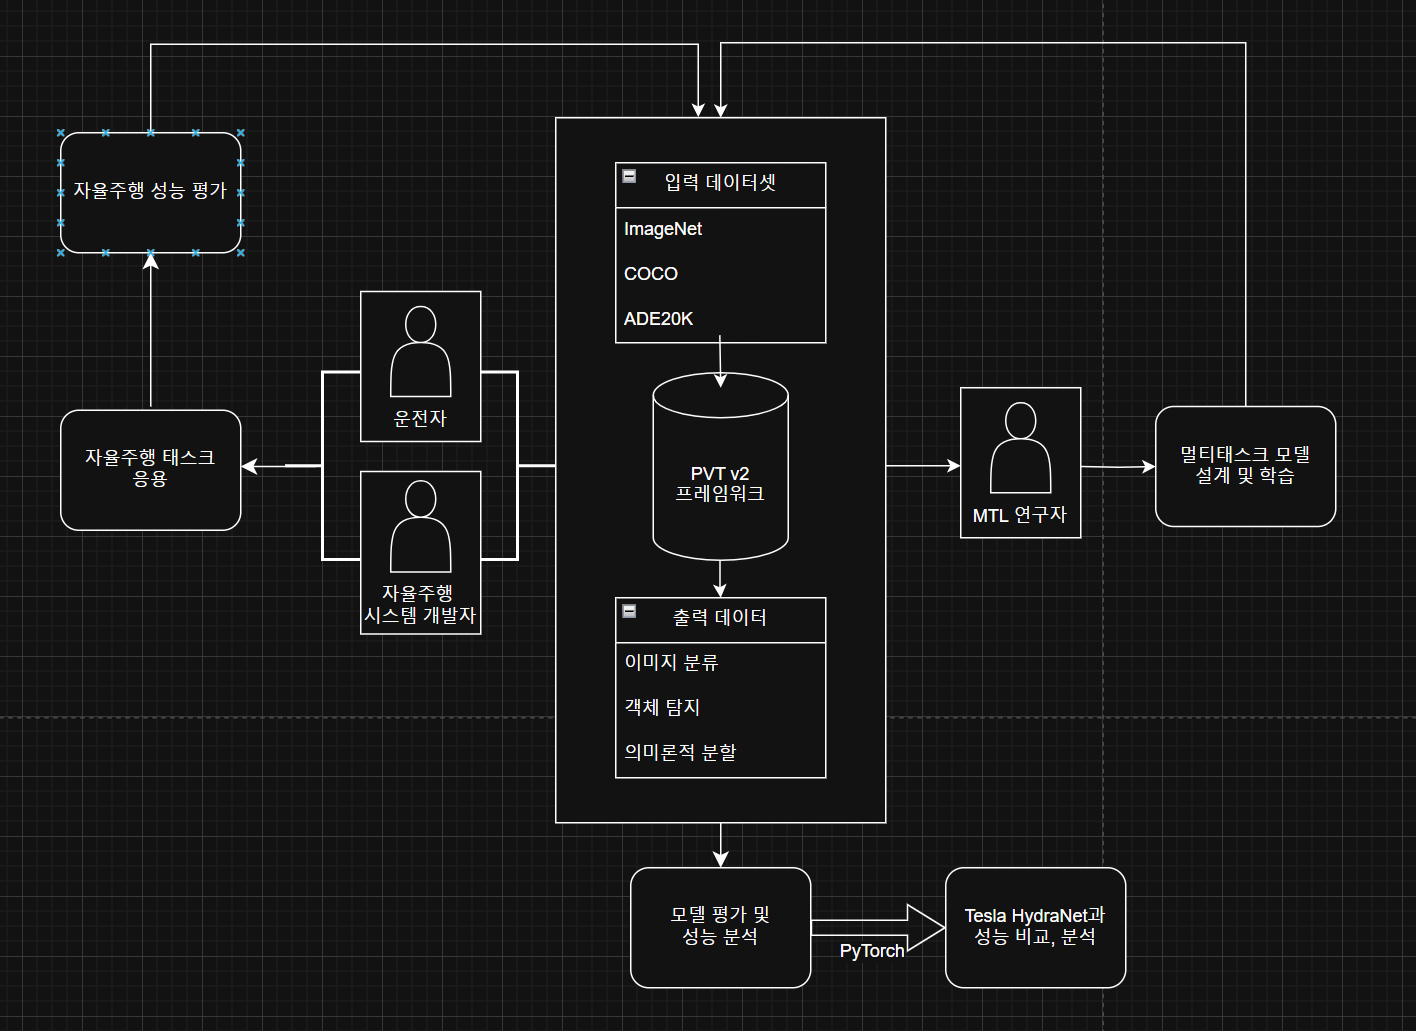 자율주행 성능 평가
입력 데이터셋
ImageNet
COCO
ADE20K
운전자
자율주행 태스크
응용
PVT v2
프레임워크
MTL 연구자
멀티태스크 모델
설계 및 학습
자율주행
시스템 개발자
출력 데이터
이미지 분류
객체 탐지
의미론적 분할
모델 평가 및
성능 분석
PyTorch
Tesla HydraNet과
성능 비교, 분석